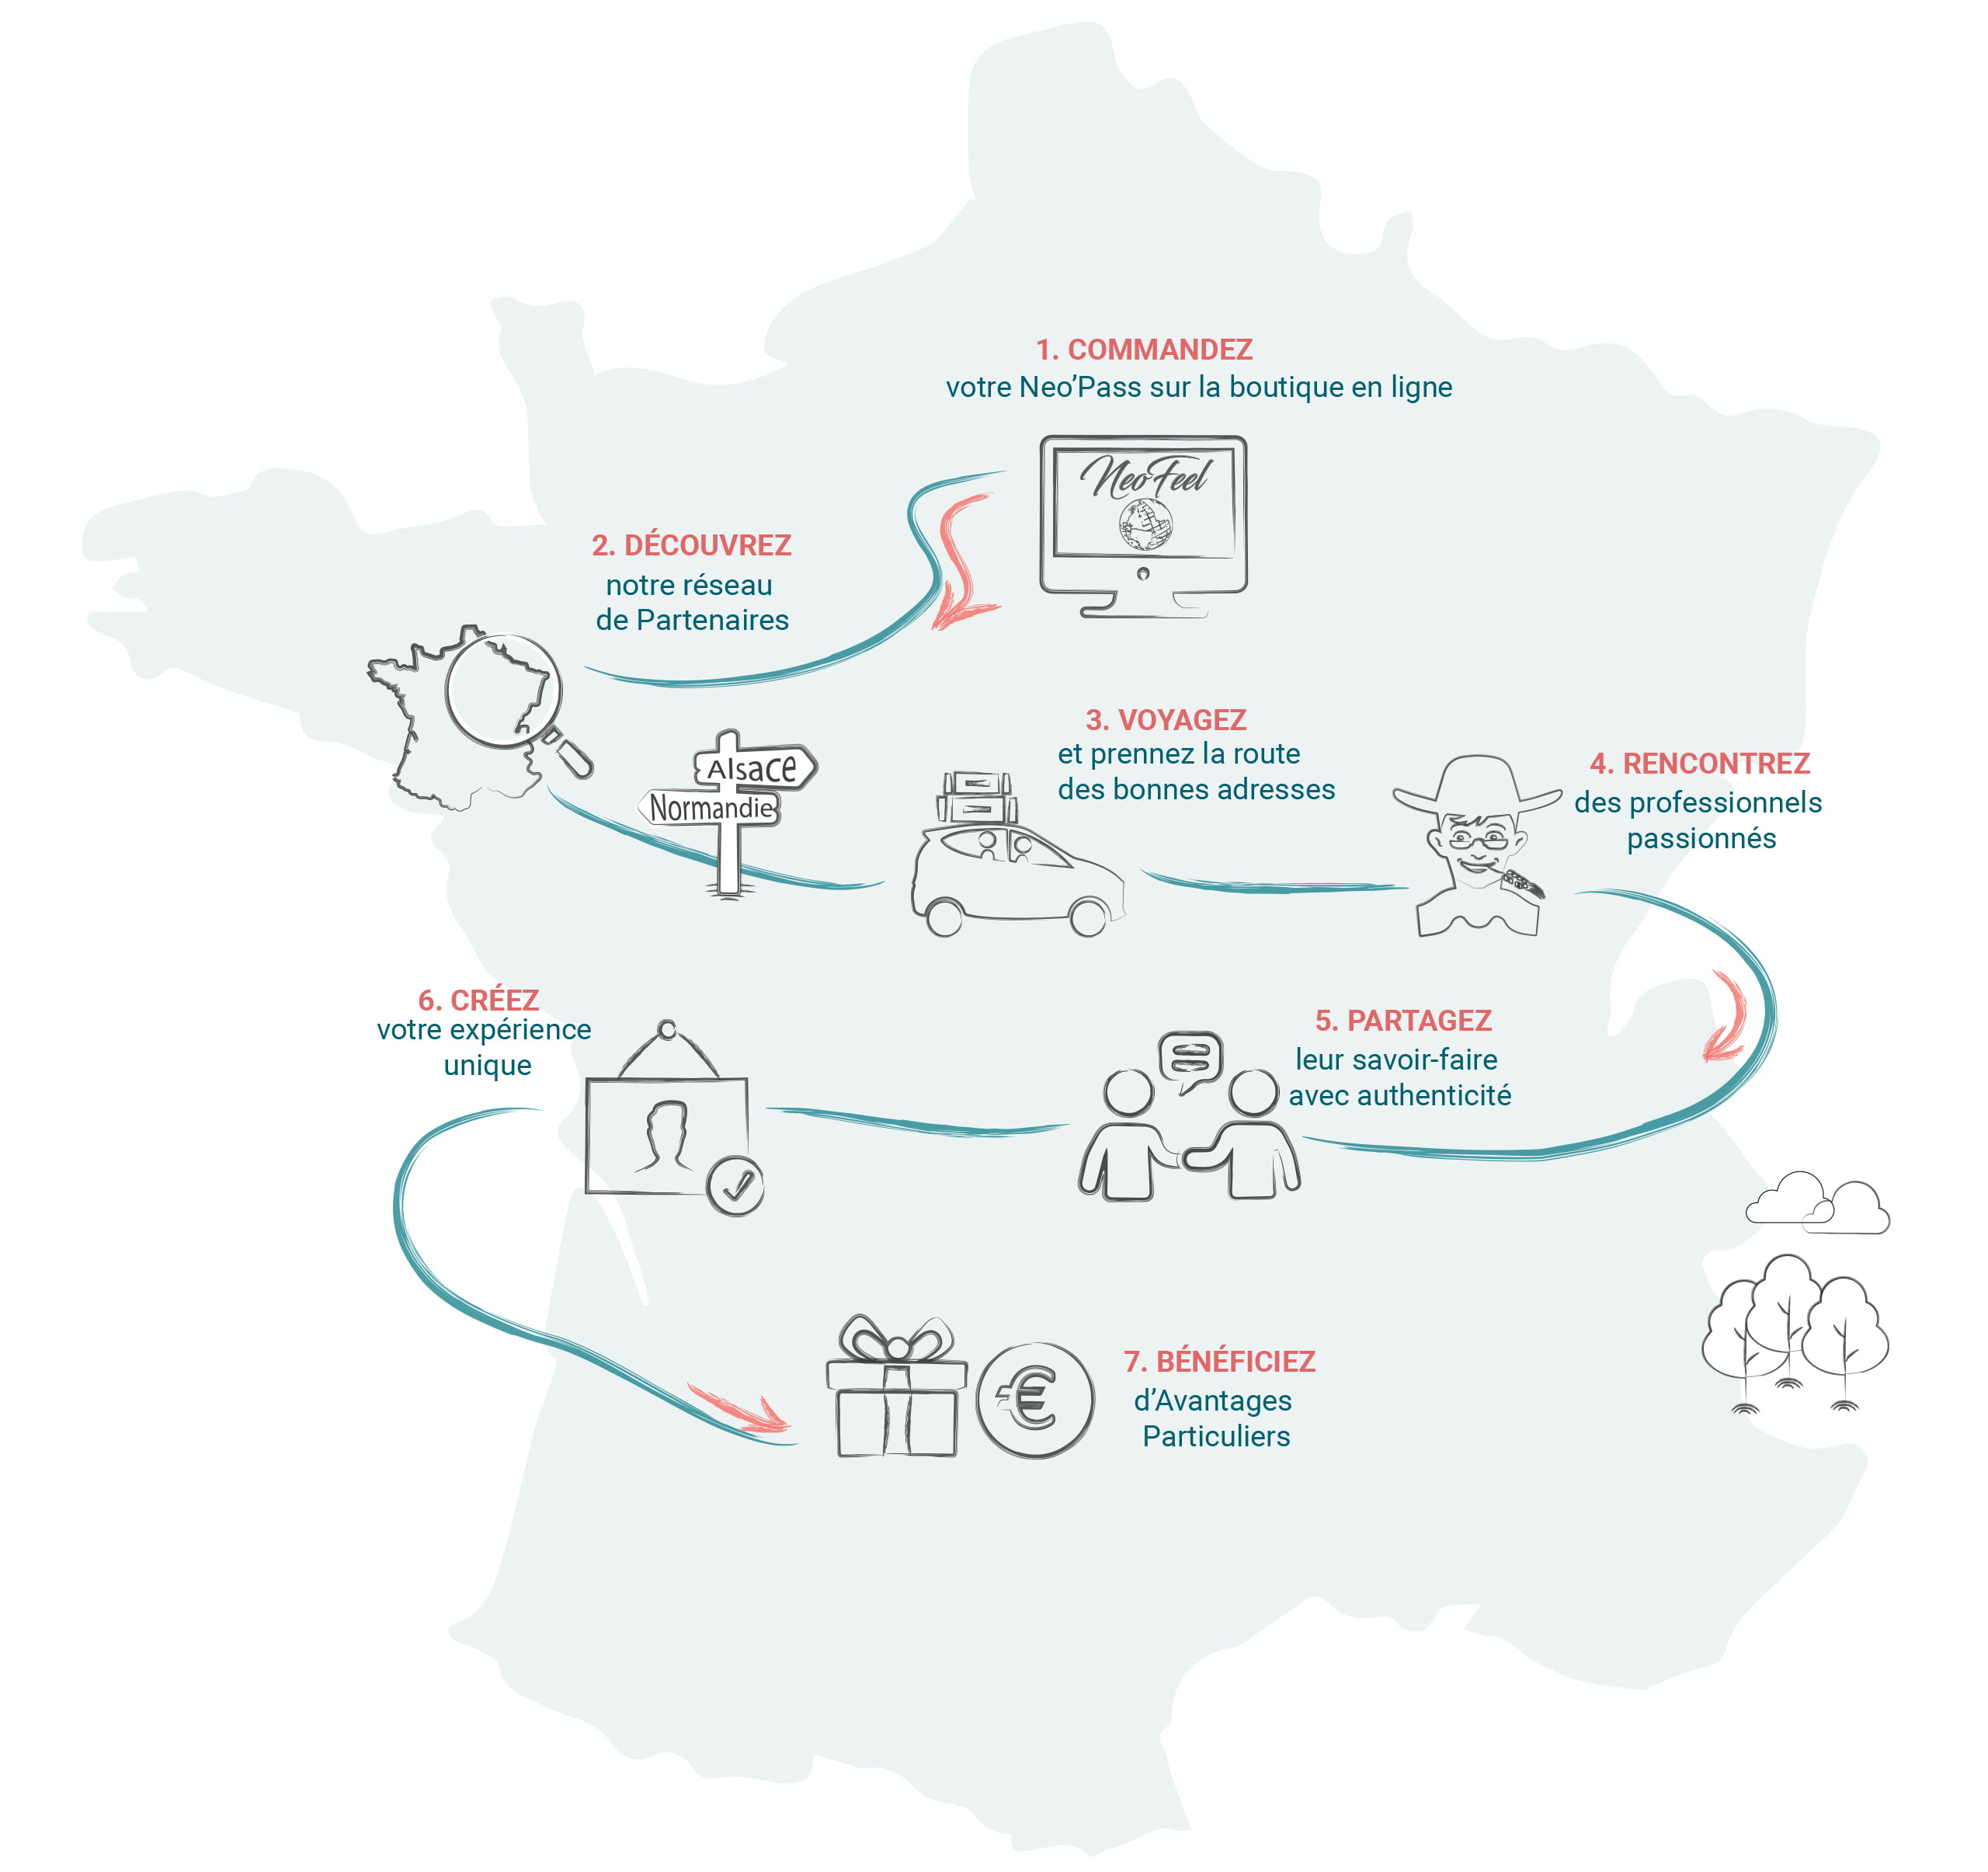 1. COMMANDEZ
votre Neo'Pass sur la boutique en ligne
NeoFeel
2. DÉCOUVREZ
notre réseau
de Partenaires
Alsace
Normandie
3. VOYAGEZ
et prennez la route
des bonnes adresses
4. RENCONTREZ
des professionnels
passionnés
5. PARTAGEZ
leur savoir-faire
avec authenticité
6. CRÉEZ
votre expérience
unique
7. BÉNÉFICIEZ
d'Avantages
Particuliers
€